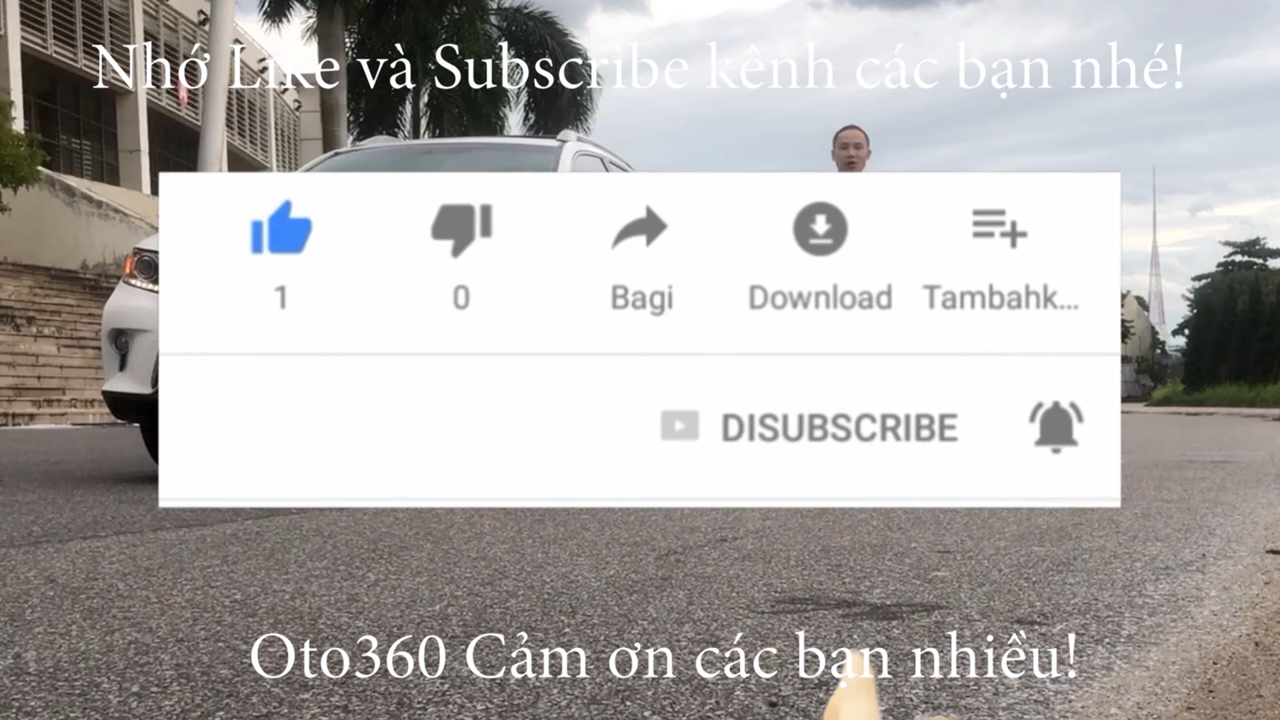 Nhớ Like và Subscribe kênh các bạn nhé!
1 0 Bagi Download Tambahk...
DISUBSCRIBE
Oto360 Cảm ơn các bạn nhiều!